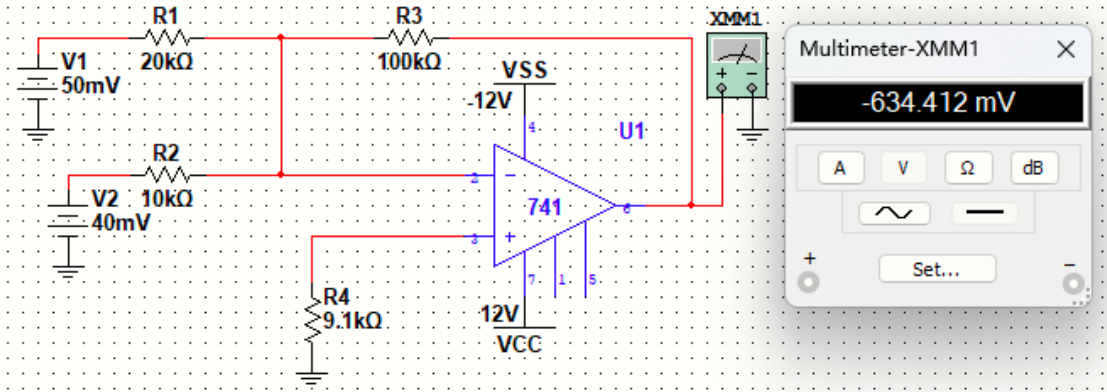 R1
20kΩ
V1
50mV
R3
100kΩ
VSS
-12V
4
U1
R2
10kΩ
V2
40mV
2
741
6
3
7
1
5
R4
9.1kΩ
12V
VCC
XMM1
+ −
Multimeter-XMM1
-634.412 mV
A V Ω dB
+ −
Set...
− +